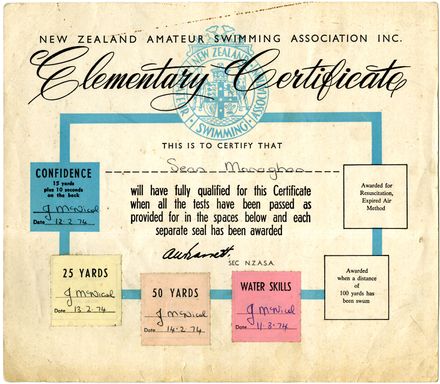 NEW ZEALAND AMATEUR SWIMMING ASSOCIATION INC.
Elementary Certificate
NEW ZEALAND
AMATEUR
SWIMMING
ASSOCIATION
THIS IS TO CERTIFY THAT
Sean Monaghan
will have fully qualified for this Certificate
when all the tests have been passed as
provided for in the spaces below and each
separate seal has been awarded
SEC N.Z.A.S.A.
CONFIDENCE
15 yards
plus 10 seconds
on the back
J McNicol
Date 12.2.74
25 YARDS
J McNicol
Date 13.2.74
50 YARDS
J McNicol
Date 14.2.74
WATER SKILLS
J McNicol
Date 11.3.74
Awarded for
Resuscitation,
Expired Air
Method
Awarded
when a distance
of
100 yards has
been swum